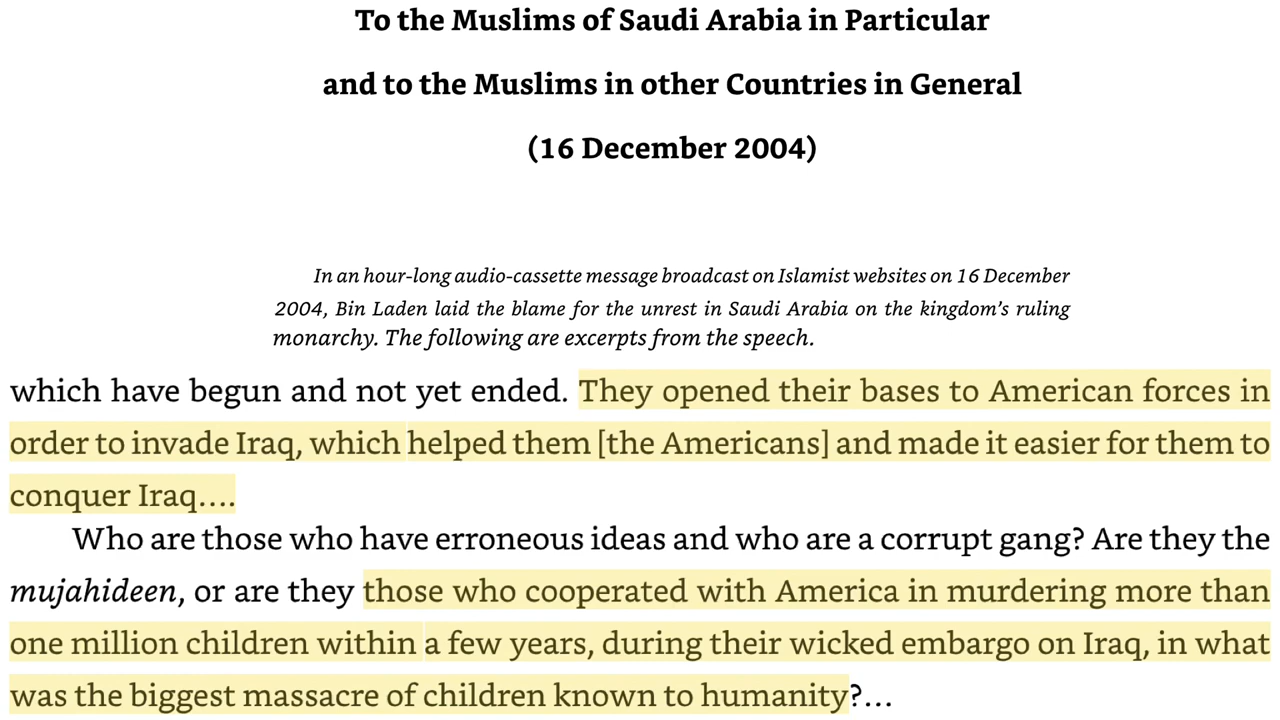 To the Muslims of Saudi Arabia in Particular
and to the Muslims in other Countries in General
(16 December 2004)
In an hour-long audio-cassette message broadcast on Islamist websites on 16 December
2004, Bin Laden laid the blame for the unrest in Saudi Arabia on the kingdom's ruling
monarchy. The following are excerpts from the speech.
which have begun and not yet ended. They opened their bases to American forces in
order to invade Iraq, which helped them [the Americans] and made it easier for them to
conquer Iraq....
Who are those who have erroneous ideas and who are a corrupt gang? Are they the
mujahideen, or are they those who cooperated with America in murdering more than
one million children within a few years, during their wicked embargo on Iraq, in what
was the biggest massacre of children known to humanity?...